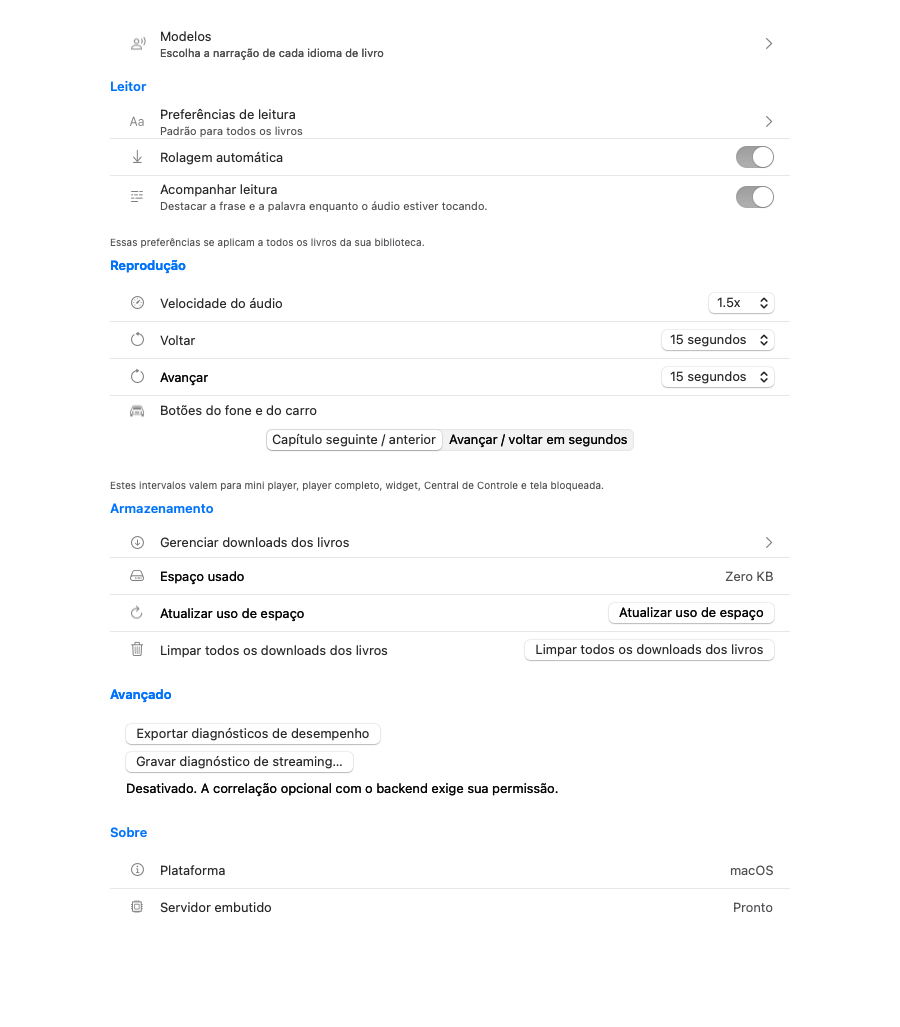 Modelos
Escolha a narração de cada idioma de livro
Leitor
Aa Preferências de leitura
Padrão para todos os livros
Rolagem automática
Acompanhar leitura
Destacar a frase e a palavra enquanto o áudio estiver tocando.
Essas preferências se aplicam a todos os livros da sua biblioteca.
Reprodução
Velocidade do áudio 1.5x
Voltar 15 segundos
Avançar 15 segundos
Botões do fone e do carro
Capítulo seguinte / anterior Avançar / voltar em segundos
Estes intervalos valem para mini player, player completo, widget, Central de Controle e tela bloqueada.
Armazenamento
Gerenciar downloads dos livros
Espaço usado Zero KB
Atualizar uso de espaço Atualizar uso de espaço
Limpar todos os downloads dos livros Limpar todos os downloads dos livros
Avançado
Exportar diagnósticos de desempenho
Gravar diagnóstico de streaming...
Desativado. A correlação opcional com o backend exige sua permissão.
Sobre
Plataforma macOS
Servidor embutido Pronto